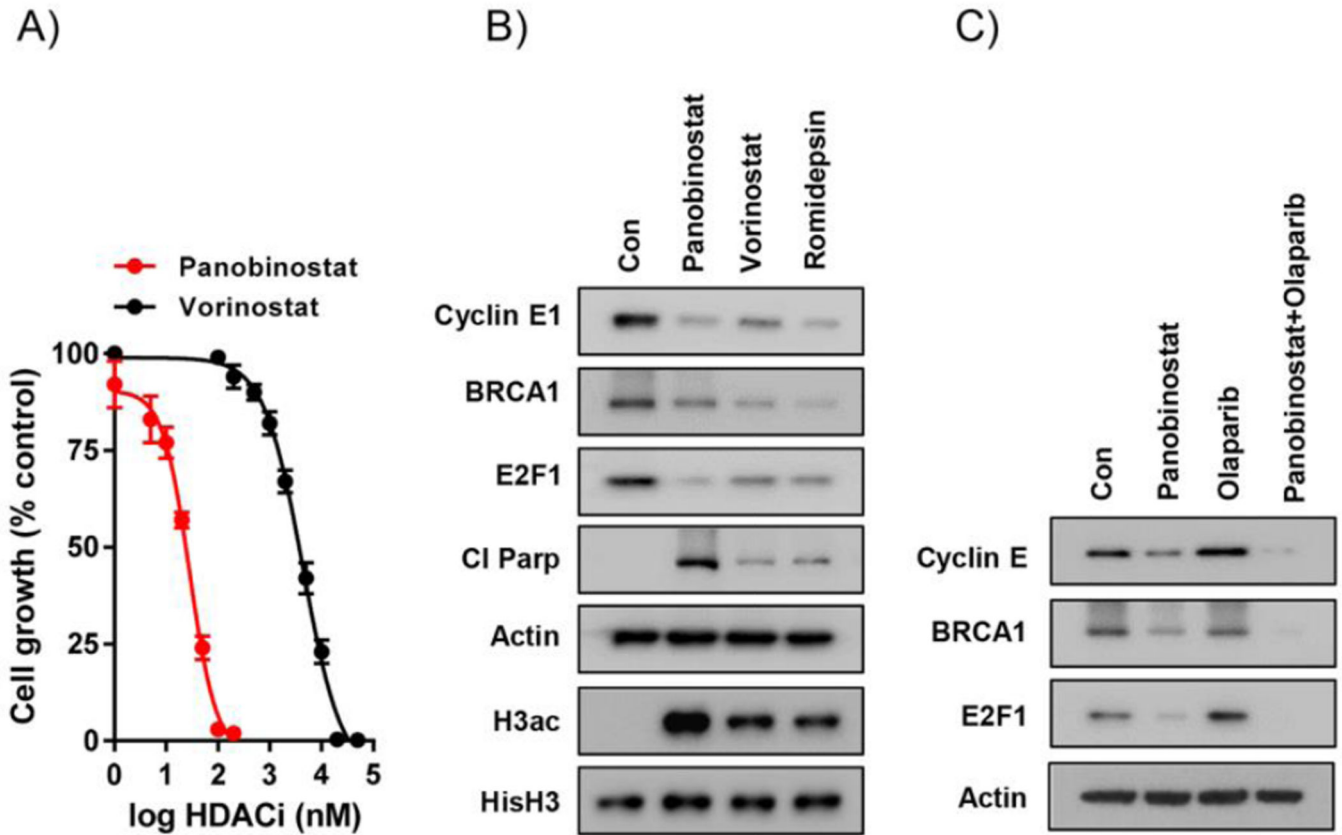 A)
Panobinostat
Vorinostat
100
75
50
25
0
Cell growth (% control)
0 1 2 3 4 5
log HDACi (nM)
B)
Con
Panobinostat
Vorinostat
Romidepsin
Cyclin E1
BRCA1
E2F1
Cl Parp
Actin
H3ac
HisH3
C)
Con
Panobinostat
Olaparib
Panobinostat+Olaparib
Cyclin E
BRCA1
E2F1
Actin